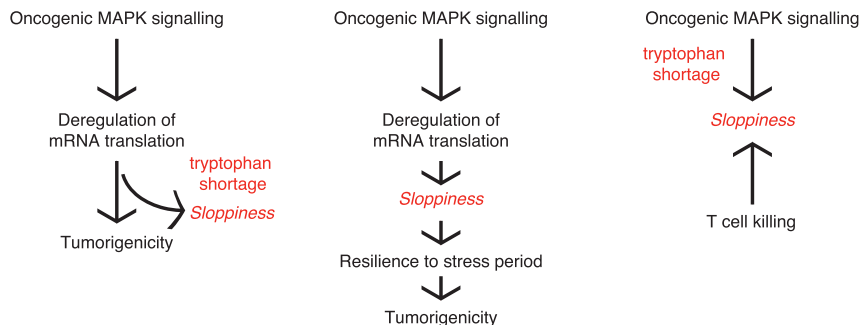 Oncogenic MAPK signalling
Deregulation of
mRNA translation
tryptophan
shortage
Sloppiness
Tumorigenicity
Oncogenic MAPK signalling
Deregulation of
mRNA translation
Sloppiness
Resilience to stress period
Tumorigenicity
Oncogenic MAPK signalling
tryptophan
shortage
Sloppiness
T cell killing